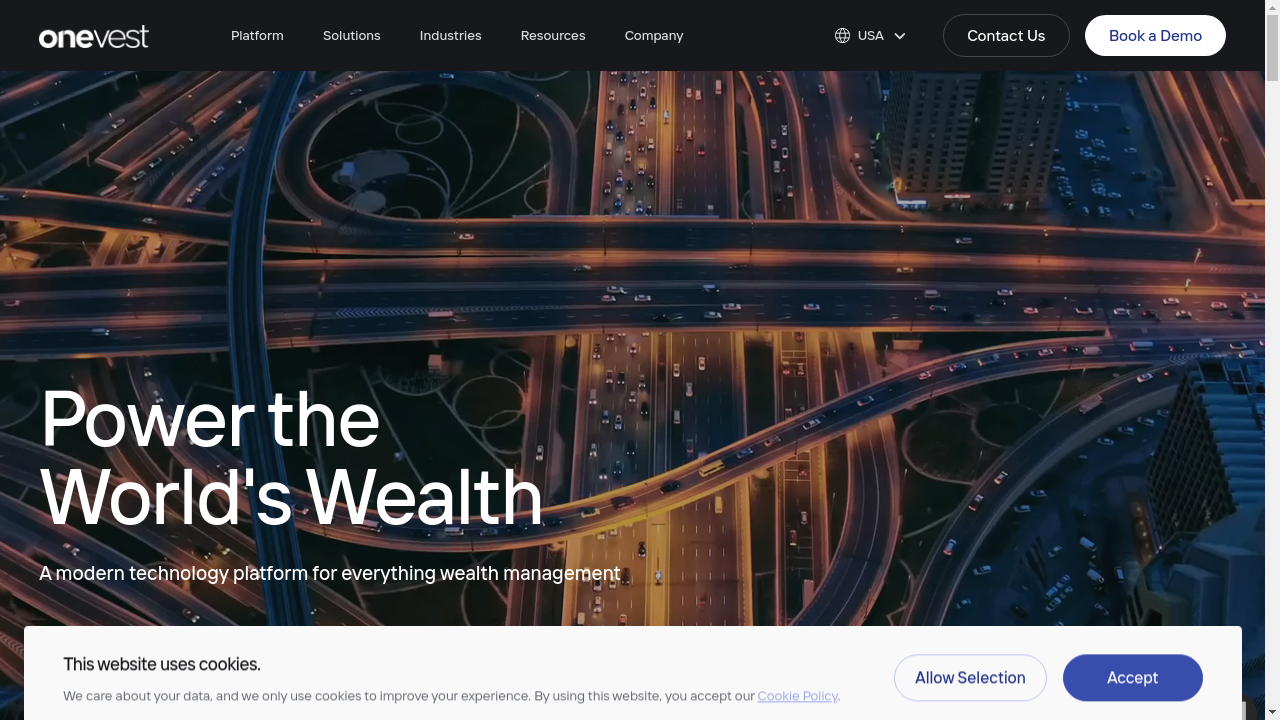 onevest
Platform
Solutions
Industries
Resources
Company
USA
Contact Us
Book a Demo
Power the
World's Wealth
A modern technology platform for everything wealth management
This website uses cookies.
We care about your data, and we only use cookies to improve your experience. By using this website, you accept our Cookie Policy.
Allow Selection
Accept